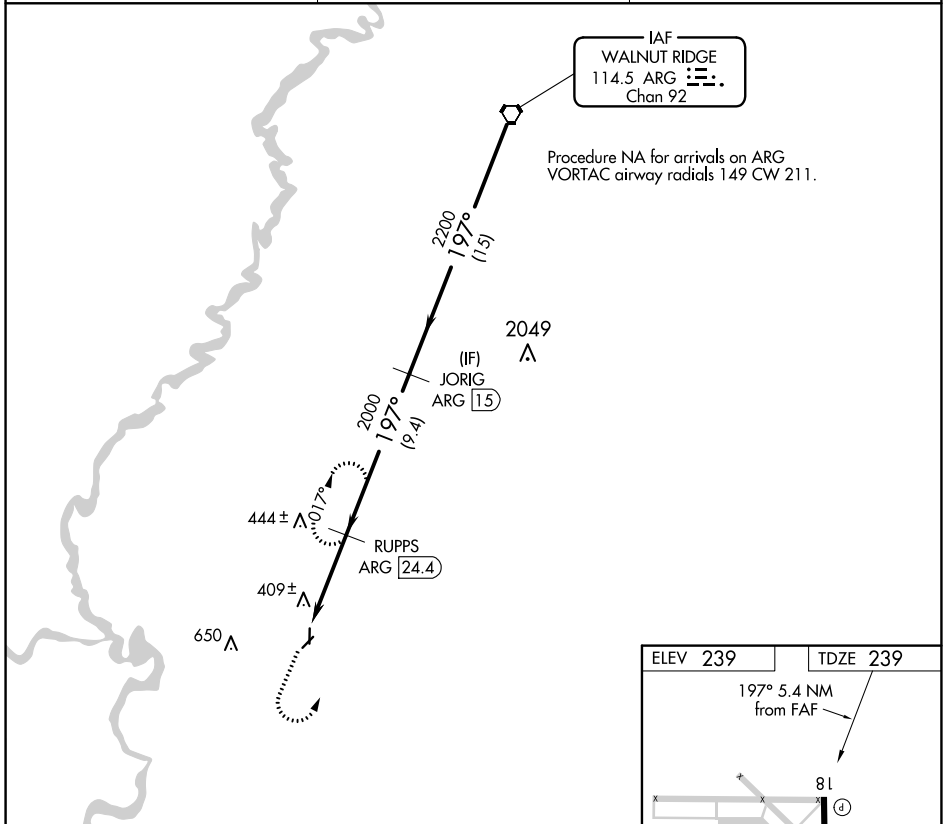 IAF
WALNUT RIDGE
114.5 ARG
Chan 92
Procedure NA for arrivals on ARG
VORTAC airway radials 149 CW 211.
2200
197°
(15)
2049
(IF)
JORIG
ARG 15
2000
197°
(9.4)
017°
444±
RUPPS
ARG 24.4
409±
650
ELEV 239
TDZE 239
197° 5.4 NM
from FAF
18
P
x
x
x
x